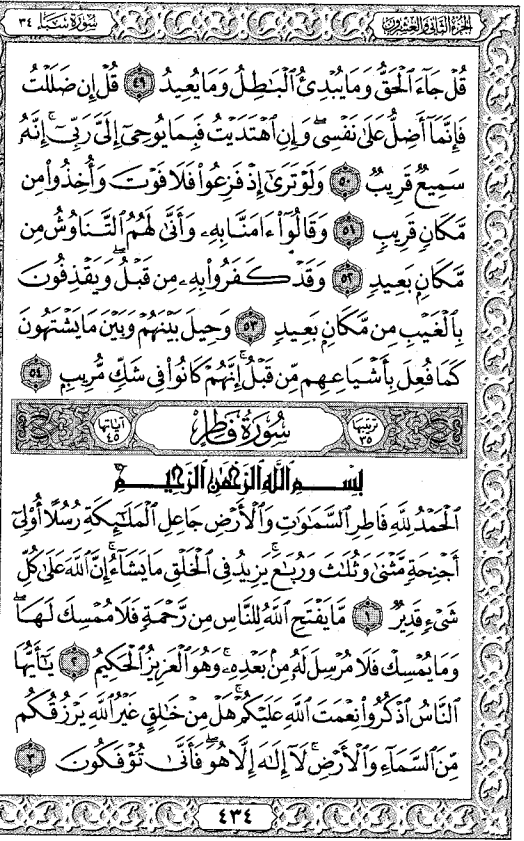 الجزء الثاني والعشرون
سورة سبإ ٣٤
قُلْ جَآءَ ٱلْحَقُّ وَمَا يُبْدِئُ ٱلْبَٰطِلُ وَمَا يُعِيدُ ٤٩ قُلْ إِن ضَلَلْتُ
فَإِنَّمَآ أَضِلُّ عَلَىٰ نَفْسِى ۖ وَإِنِ ٱهْتَدَيْتُ فَبِمَا يُوحِىٓ إِلَىَّ رَبِّىٓ ۚ إِنَّهُۥ
سَمِيعٌ قَرِيبٌ ٥٠ وَلَوْ تَرَىٰٓ إِذْ فَزِعُوا۟ فَلَا فَوْتَ وَأُخِذُوا۟ مِن
مَّكَانٍ قَرِيبٍ ٥١ وَقَالُوٓا۟ ءَامَنَّا بِهِۦ وَأَنَّىٰ لَهُمُ ٱلتَّنَاوُشُ مِن
مَّكَانٍۭ بَعِيدٍ ٥٢ وَقَدْ كَفَرُوا۟ بِهِۦ مِن قَبْلُ ۖ وَيَقْذِفُونَ
بِٱلْغَيْبِ مِن مَّكَانٍۭ بَعِيدٍ ٥٣ وَحِيلَ بَيْنَهُمْ وَبَيْنَ مَا يَشْتَهُونَ
كَمَا فُعِلَ بِأَشْيَاعِهِم مِّن قَبْلُ ۚ إِنَّهُمْ كَانُوا۟ فِى شَكٍّ مُّرِيبٍۭ ٥٤
ترتيبها ٣٥ سورة فاطر آياتها ٤٥
بِسْمِ ٱللَّهِ ٱلرَّحْمَٰنِ ٱلرَّحِيمِ
ٱلْحَمْدُ لِلَّهِ فَاطِرِ ٱلسَّمَٰوَٰتِ وَٱلْأَرْضِ جَاعِلِ ٱلْمَلَٰٓئِكَةِ رُسُلًا أُو۟لِىٓ
أَجْنِحَةٍ مَّثْنَىٰ وَثُلَٰثَ وَرُبَٰعَ ۚ يَزِيدُ فِى ٱلْخَلْقِ مَا يَشَآءُ ۚ إِنَّ ٱللَّهَ عَلَىٰ كُلِّ
شَىْءٍ قَدِيرٌ ١ مَّا يَفْتَحِ ٱللَّهُ لِلنَّاسِ مِن رَّحْمَةٍ فَلَا مُمْسِكَ لَهَا ۖ
وَمَا يُمْسِكْ فَلَا مُرْسِلَ لَهُۥ مِنۢ بَعْدِهِۦ ۚ وَهُوَ ٱلْعَزِيزُ ٱلْحَكِيمُ ٢ يَٰٓأَيُّهَا
ٱلنَّاسُ ٱذْكُرُوا۟ نِعْمَتَ ٱللَّهِ عَلَيْكُمْ ۚ هَلْ مِنْ خَٰلِقٍ غَيْرُ ٱللَّهِ يَرْزُقُكُم
مِّنَ ٱلسَّمَآءِ وَٱلْأَرْضِ ۚ لَآ إِلَٰهَ إِلَّا هُوَ ۖ فَأَنَّىٰ تُؤْفَكُونَ ٣
٤٣٤